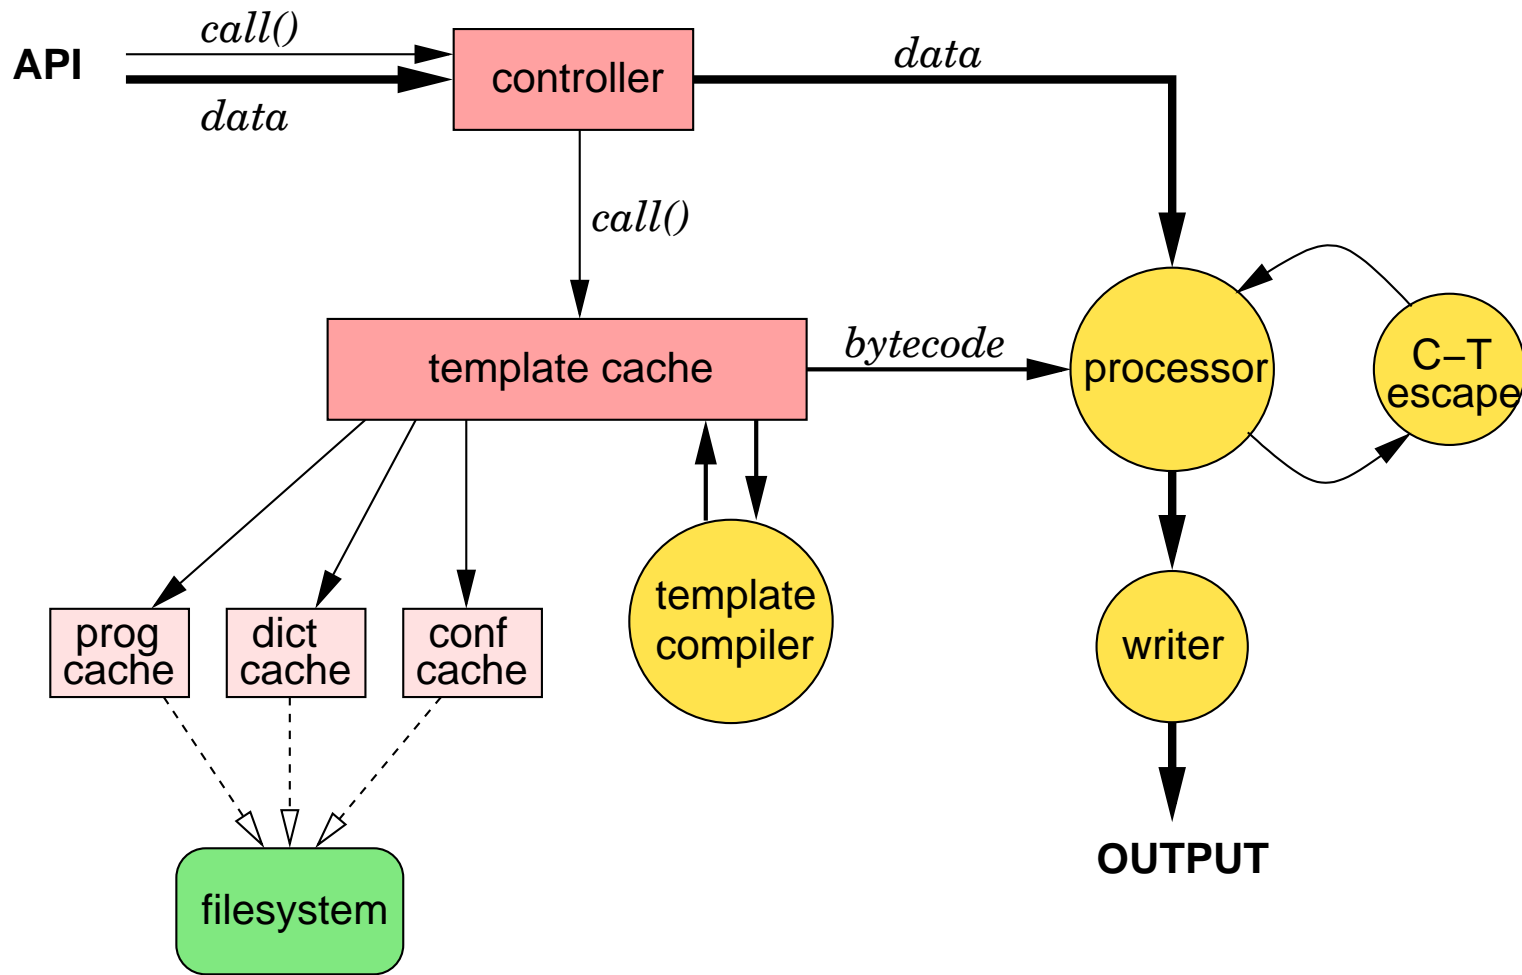 call()
API
data
controller
data
call()
template cache
bytecode
processor
C−T
escape
prog
cache
dict
cache
conf
cache
template
compiler
writer
filesystem
OUTPUT